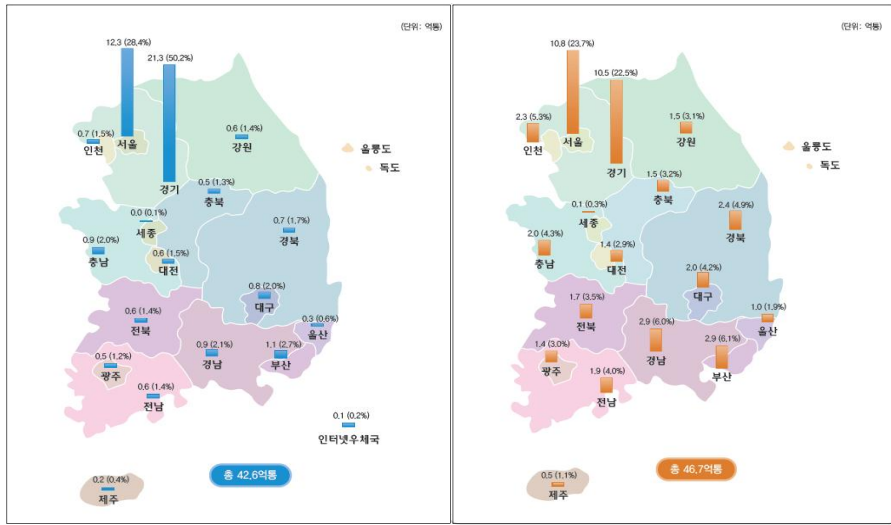 (단위: 억통)
12.3 (28.4%)
서울
21.3 (50.2%)
경기
0.7 (1.5%)
인천
0.6 (1.4%)
강원
울릉도
독도
0.5 (1.3%)
충북
0.0 (0.1%)
세종
0.7 (1.7%)
경북
0.9 (2.0%)
충남
0.6 (1.5%)
대전
0.8 (2.0%)
대구
0.6 (1.4%)
전북
0.3 (0.6%)
울산
0.9 (2.1%)
경남
1.1 (2.7%)
부산
0.5 (1.2%)
광주
0.6 (1.4%)
전남
0.1 (0.2%)
인터넷우체국
총 42.6억통
0.2 (0.4%)
제주
(단위: 억통)
10.8 (23.7%)
서울
10.5 (22.5%)
경기
2.3 (5.3%)
인천
1.5 (3.1%)
강원
울릉도
독도
1.5 (3.2%)
충북
0.1 (0.3%)
세종
2.4 (4.9%)
경북
2.0 (4.3%)
충남
1.4 (2.9%)
대전
2.0 (4.2%)
대구
1.7 (3.5%)
전북
1.0 (1.9%)
울산
2.9 (6.0%)
경남
2.9 (6.1%)
부산
1.4 (3.0%)
광주
1.9 (4.0%)
전남
총 46.7억통
0.5 (1.1%)
제주